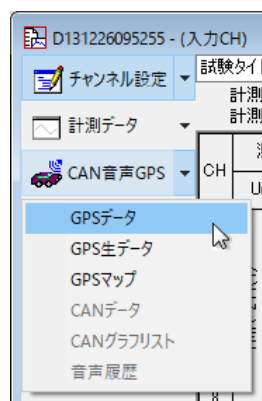 D131226095255 - (入力CH)
チャンネル設定
試験タイ
計測
計測データ
計測
CAN音声GPS
CH
GPSデータ
GPS生データ
GPSマップ
CANデータ
CANグラフリスト
音声履歴